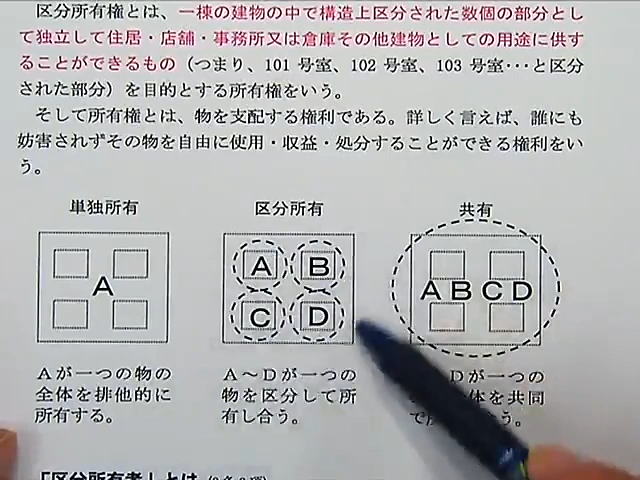 区分所有権とは、一棟の建物の中で構造上区分された数個の部分とし
て独立して住居・店舗・事務所又は倉庫その他建物としての用途に供す
ることができるもの（つまり、101 号室、102 号室、103 号室･･･と区分
された部分）を目的とする所有権をいう。
そして所有権とは、物を支配する権利である。詳しく言えば、誰にも
妨害されずその物を自由に使用・収益・処分することができる権利をい
う。
単独所有
A
Aが一つの物の
全体を排他的に
所有する。
区分所有
A B
C D
A～Dが一つの
物を区分して所
有し合う。
共有
A B C D
Dが一つの
体を共同
う。
「区分所有者」とは